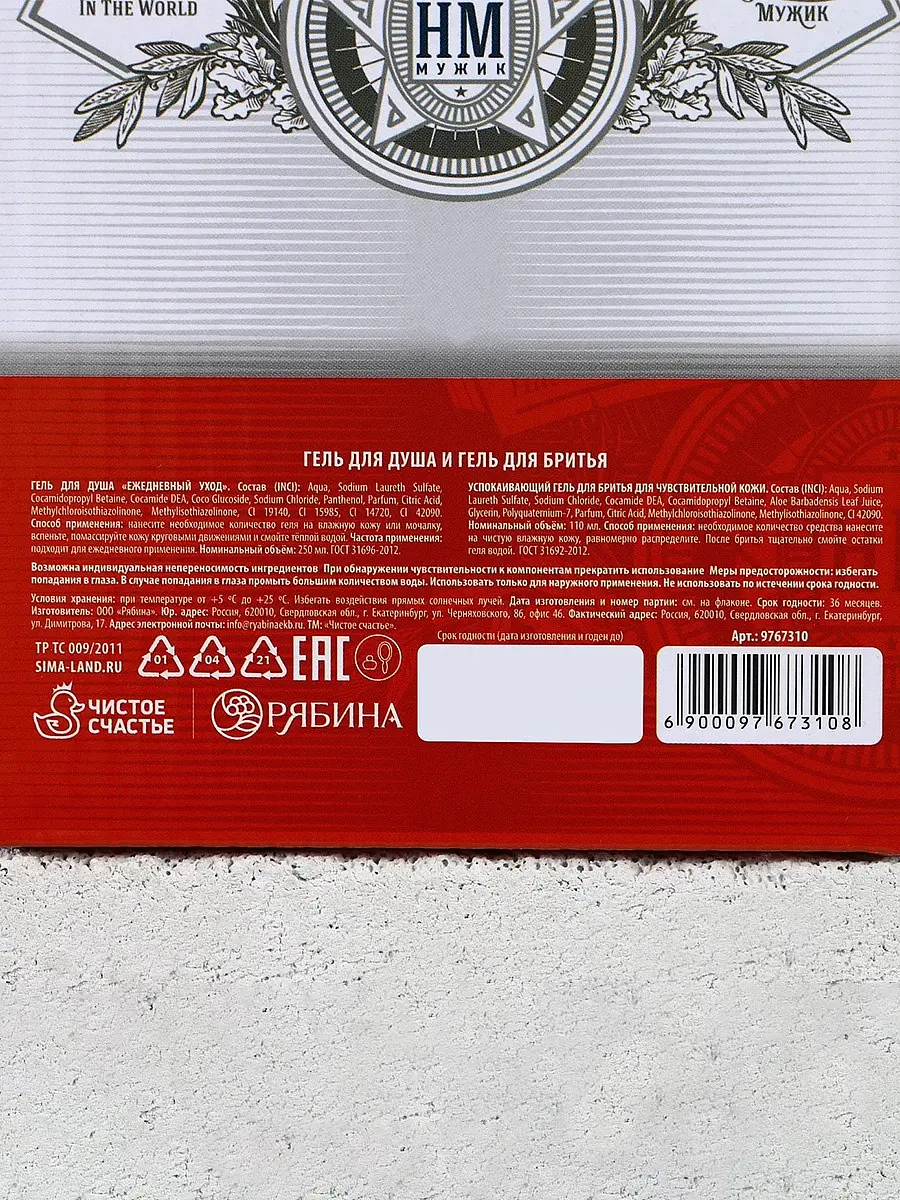 IN THE WORLD
НМ
МУЖИК
МУЖИК
ГЕЛЬ ДЛЯ ДУША И ГЕЛЬ ДЛЯ БРИТЬЯ
ГЕЛЬ ДЛЯ ДУША «ЕЖЕДНЕВНЫЙ УХОД». Состав (INCI): Aqua, Sodium Laureth Sulfate,
Cocamidopropyl Betaine, Cocamide DEA, Coco Glucoside, Sodium Chloride, Panthenol, Parfum, Citric Acid,
Methylchloroisothiazolinone, Methylisothiazolinone, CI 19140, CI 15985, CI 14720, CI 42090.
Способ применения: нанесите необходимое количество геля на влажную кожу или мочалку,
вспеньте, помассируйте кожу круговыми движениями и смойте тёплой водой. Частота применения:
подходит для ежедневного применения. Номинальный объём: 250 мл. ГОСТ 31696-2012.
УСПОКАИВАЮЩИЙ ГЕЛЬ ДЛЯ БРИТЬЯ ДЛЯ ЧУВСТВИТЕЛЬНОЙ КОЖИ. Состав (INCI): Aqua, Sodium
Laureth Sulfate, Sodium Chloride, Cocamide DEA, Cocamidopropyl Betaine, Aloe Barbadensis Leaf Juice,
Glycerin, Polyquaternium-7, Parfum, Citric Acid, Methylchloroisothiazolinone, Methylisothiazolinone, CI 42090.
Номинальный объём: 110 мл. Способ применения: необходимое количество средства нанесите
на чистую влажную кожу, равномерно распределите. После бритья тщательно смойте остатки
геля водой. ГОСТ 31692-2012.
Возможна индивидуальная непереносимость ингредиентов При обнаружении чувствительности к компонентам прекратить использование Меры предосторожности: избегать
попадания в глаза. В случае попадания в глаза промыть большим количеством воды. Использовать только для наружного применения. Не использовать по истечении срока годности.
Условия хранения: при температуре от +5 °С до +25 °С. Избегать воздействия прямых солнечных лучей. Дата изготовления и номер партии: см. на флаконе. Срок годности: 36 месяцев.
Изготовитель: ООО «Рябина». Юр. адрес: Россия, 620010, Свердловская обл., г. Екатеринбург, ул. Черняховского, 86, офис 46. Фактический адрес: Россия, 620010, Свердловская обл., г. Екатеринбург,
ул. Димитрова, 17. Адрес электронной почты: info@ryabinaekb.ru. ТМ: «Чистое счастье».
ТР ТС 009/2011
SIMA-LAND.RU
01
04
21
EAC
Срок годности (дата изготовления и годен до)
Арт.: 9767310
ЧИСТОЕ
СЧАСТЬЕ
РЯБИНА
6 900097 673108